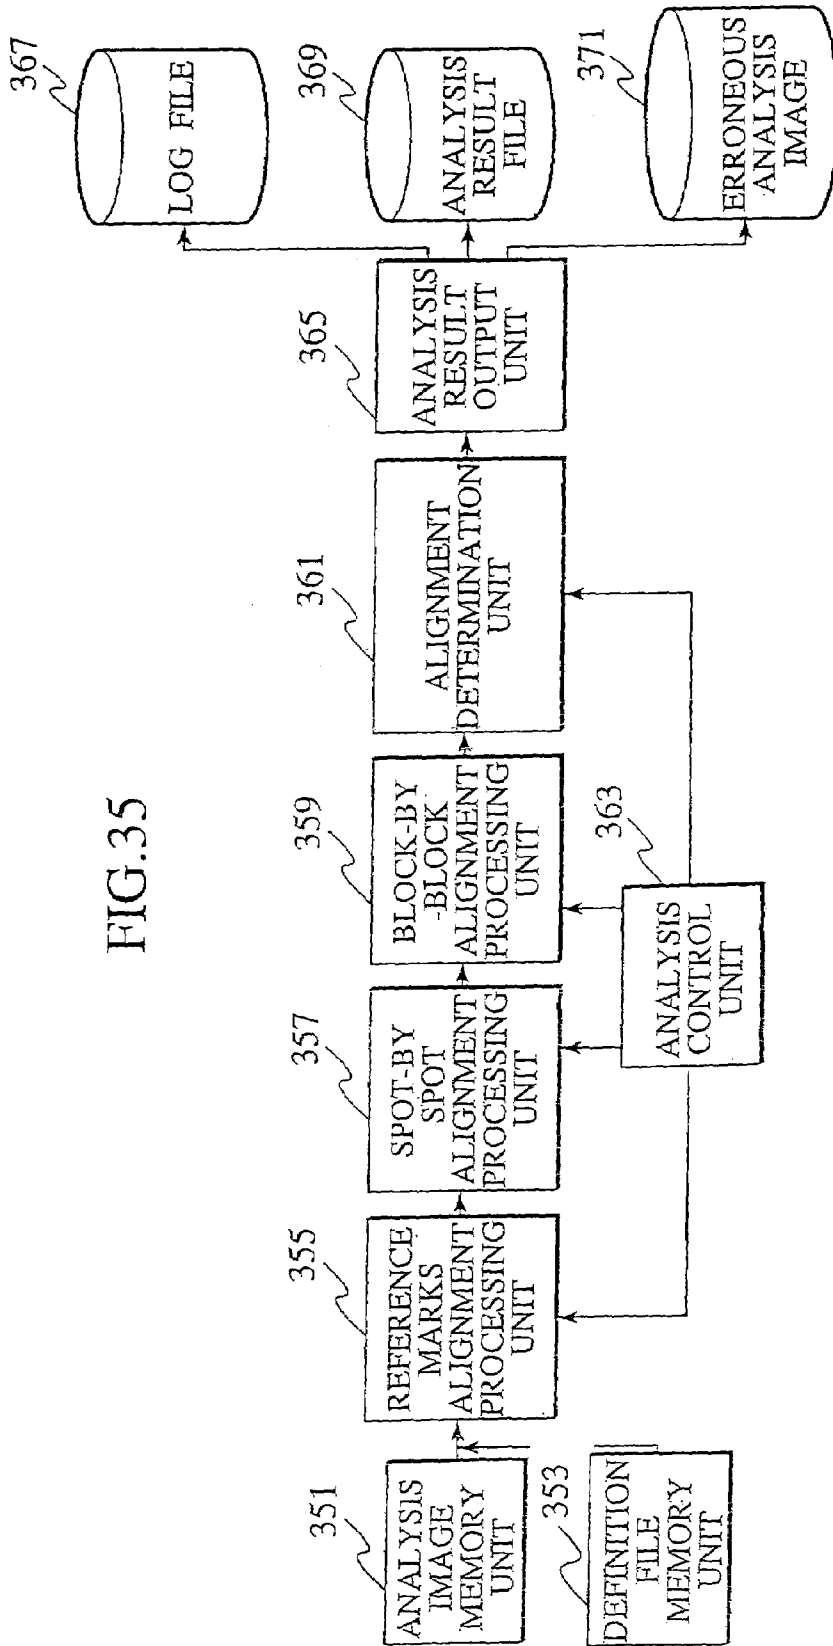 FIG.35
351
ANALYSIS
IMAGE
MEMORY
UNIT
353
DEFINITION
FILE
MEMORY
UNIT
355
REFERENCE
MARKS
ALIGNMENT
PROCESSING
UNIT
357
SPOT-BY
SPOT
ALIGNMENT
PROCESSING
UNIT
359
BLOCK-BY
-BLOCK
ALIGNMENT
PROCESSING
UNIT
361
ALIGNMENT
DETERMINATION
UNIT
363
ANALYSIS
CONTROL
UNIT
365
ANALYSIS
RESULT
OUTPUT
UNIT
367
LOG FILE
369
ANALYSIS
RESULT
FILE
371
ERRONEOUS
ANALYSIS
IMAGE